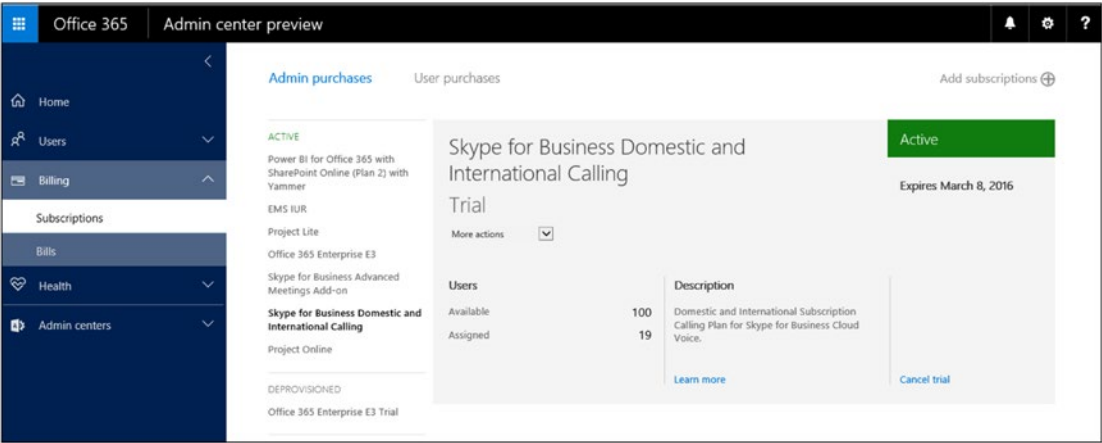 Office 365
Admin center preview
?
Home
Users
Billing
Subscriptions
Bills
Health
Admin centers
Admin purchases
User purchases
Add subscriptions
ACTIVE
Power BI for Office 365 with
SharePoint Online (Plan 2) with
Yammer
EMS IUR
Project Lite
Office 365 Enterprise E3
Skype for Business Advanced
Meetings Add-on
Skype for Business Domestic and
International Calling
Project Online
DEPROVISIONED
Office 365 Enterprise E3 Trial
Skype for Business Domestic and
International Calling
Trial
More actions
Users
Available 100
Assigned 19
Description
Domestic and International Subscription
Calling Plan for Skype for Business Cloud
Voice.
Learn more
Active
Expires March 8, 2016
Cancel trial